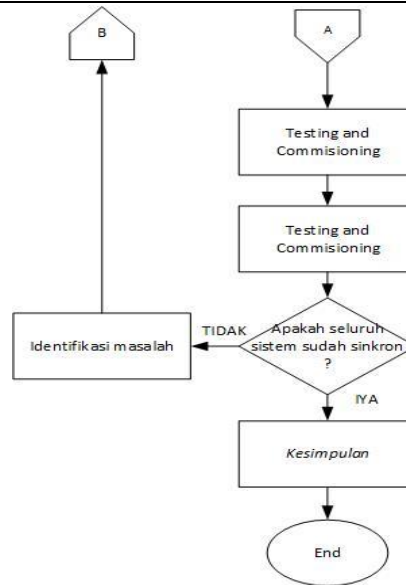 B
A
Testing and
Commisioning
Testing and
Commisioning
Apakah seluruh
sistem sudah sinkron
?
TIDAK
Identifikasi masalah
IYA
Kesimpulan
End